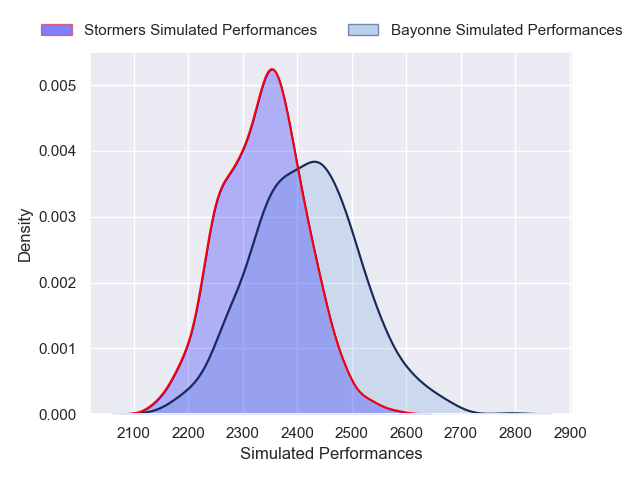 Stormers Simulated Performances Bayonne Simulated Performances
0.005
0.004
0.003
0.002
0.001
0.000
Density
2100 2200 2300 2400 2500 2600 2700 2800 2900
Simulated Performances